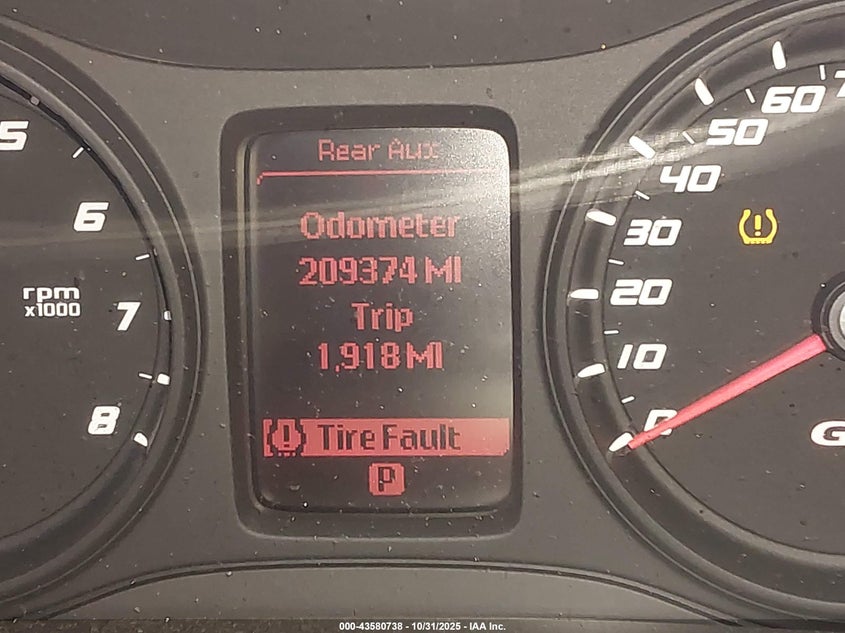 Rear Aux
Odometer
209374 MI
Trip
1,918 MI
Tire Fault
P
5
6
7
8
rpm
x1000
60
50
40
30
20
10
0
G
000-43580738 - 10/31/2025 - IAA Inc.